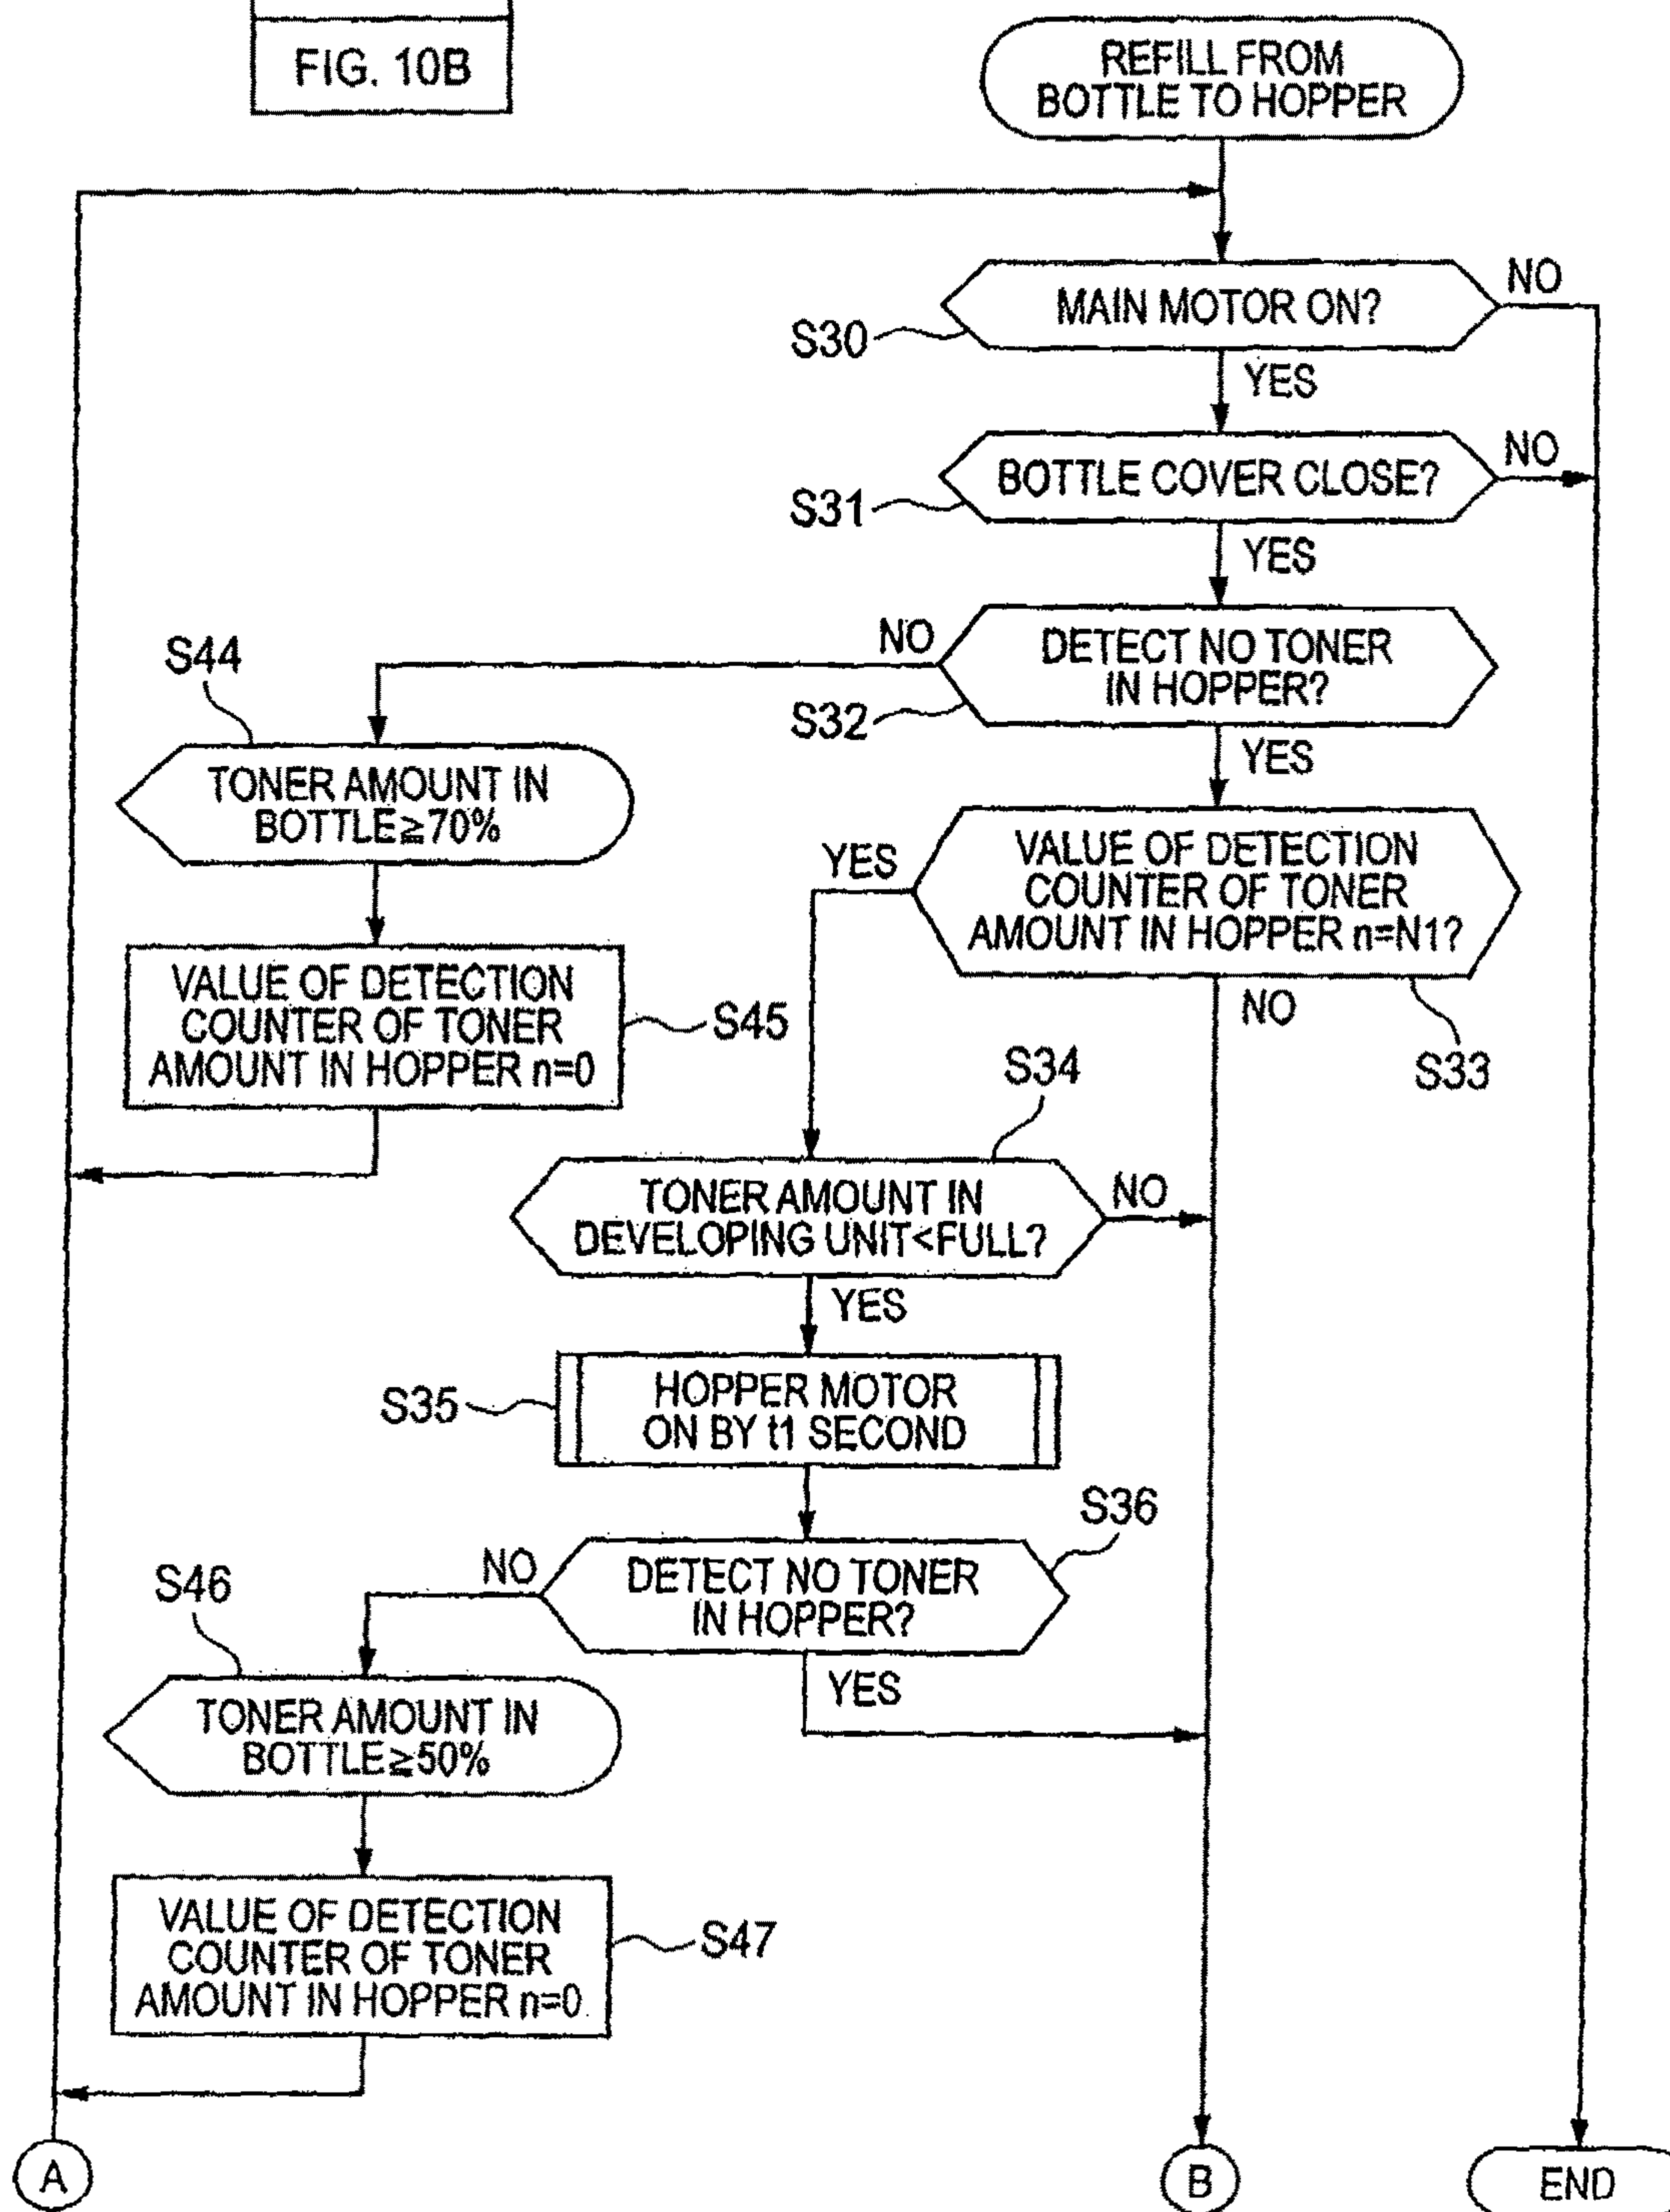 FIG. 10B
REFILL FROM
BOTTLE TO HOPPER
MAIN MOTOR ON?
NO
S30
YES
BOTTLE COVER CLOSE?
NO
S31
YES
DETECT NO TONER
IN HOPPER?
NO
S32
YES
S44
TONER AMOUNT IN
BOTTLE≧70%
VALUE OF DETECTION
COUNTER OF TONER
AMOUNT IN HOPPER n=N1?
YES
NO
S33
VALUE OF DETECTION
COUNTER OF TONER
AMOUNT IN HOPPER n=0
S45
S34
TONER AMOUNT IN
DEVELOPING UNIT<FULL?
NO
YES
S35
HOPPER MOTOR
ON BY t1 SECOND
S36
DETECT NO TONER
IN HOPPER?
NO
YES
S46
TONER AMOUNT IN
BOTTLE≧50%
VALUE OF DETECTION
COUNTER OF TONER
AMOUNT IN HOPPER n=0
S47
A
B
END